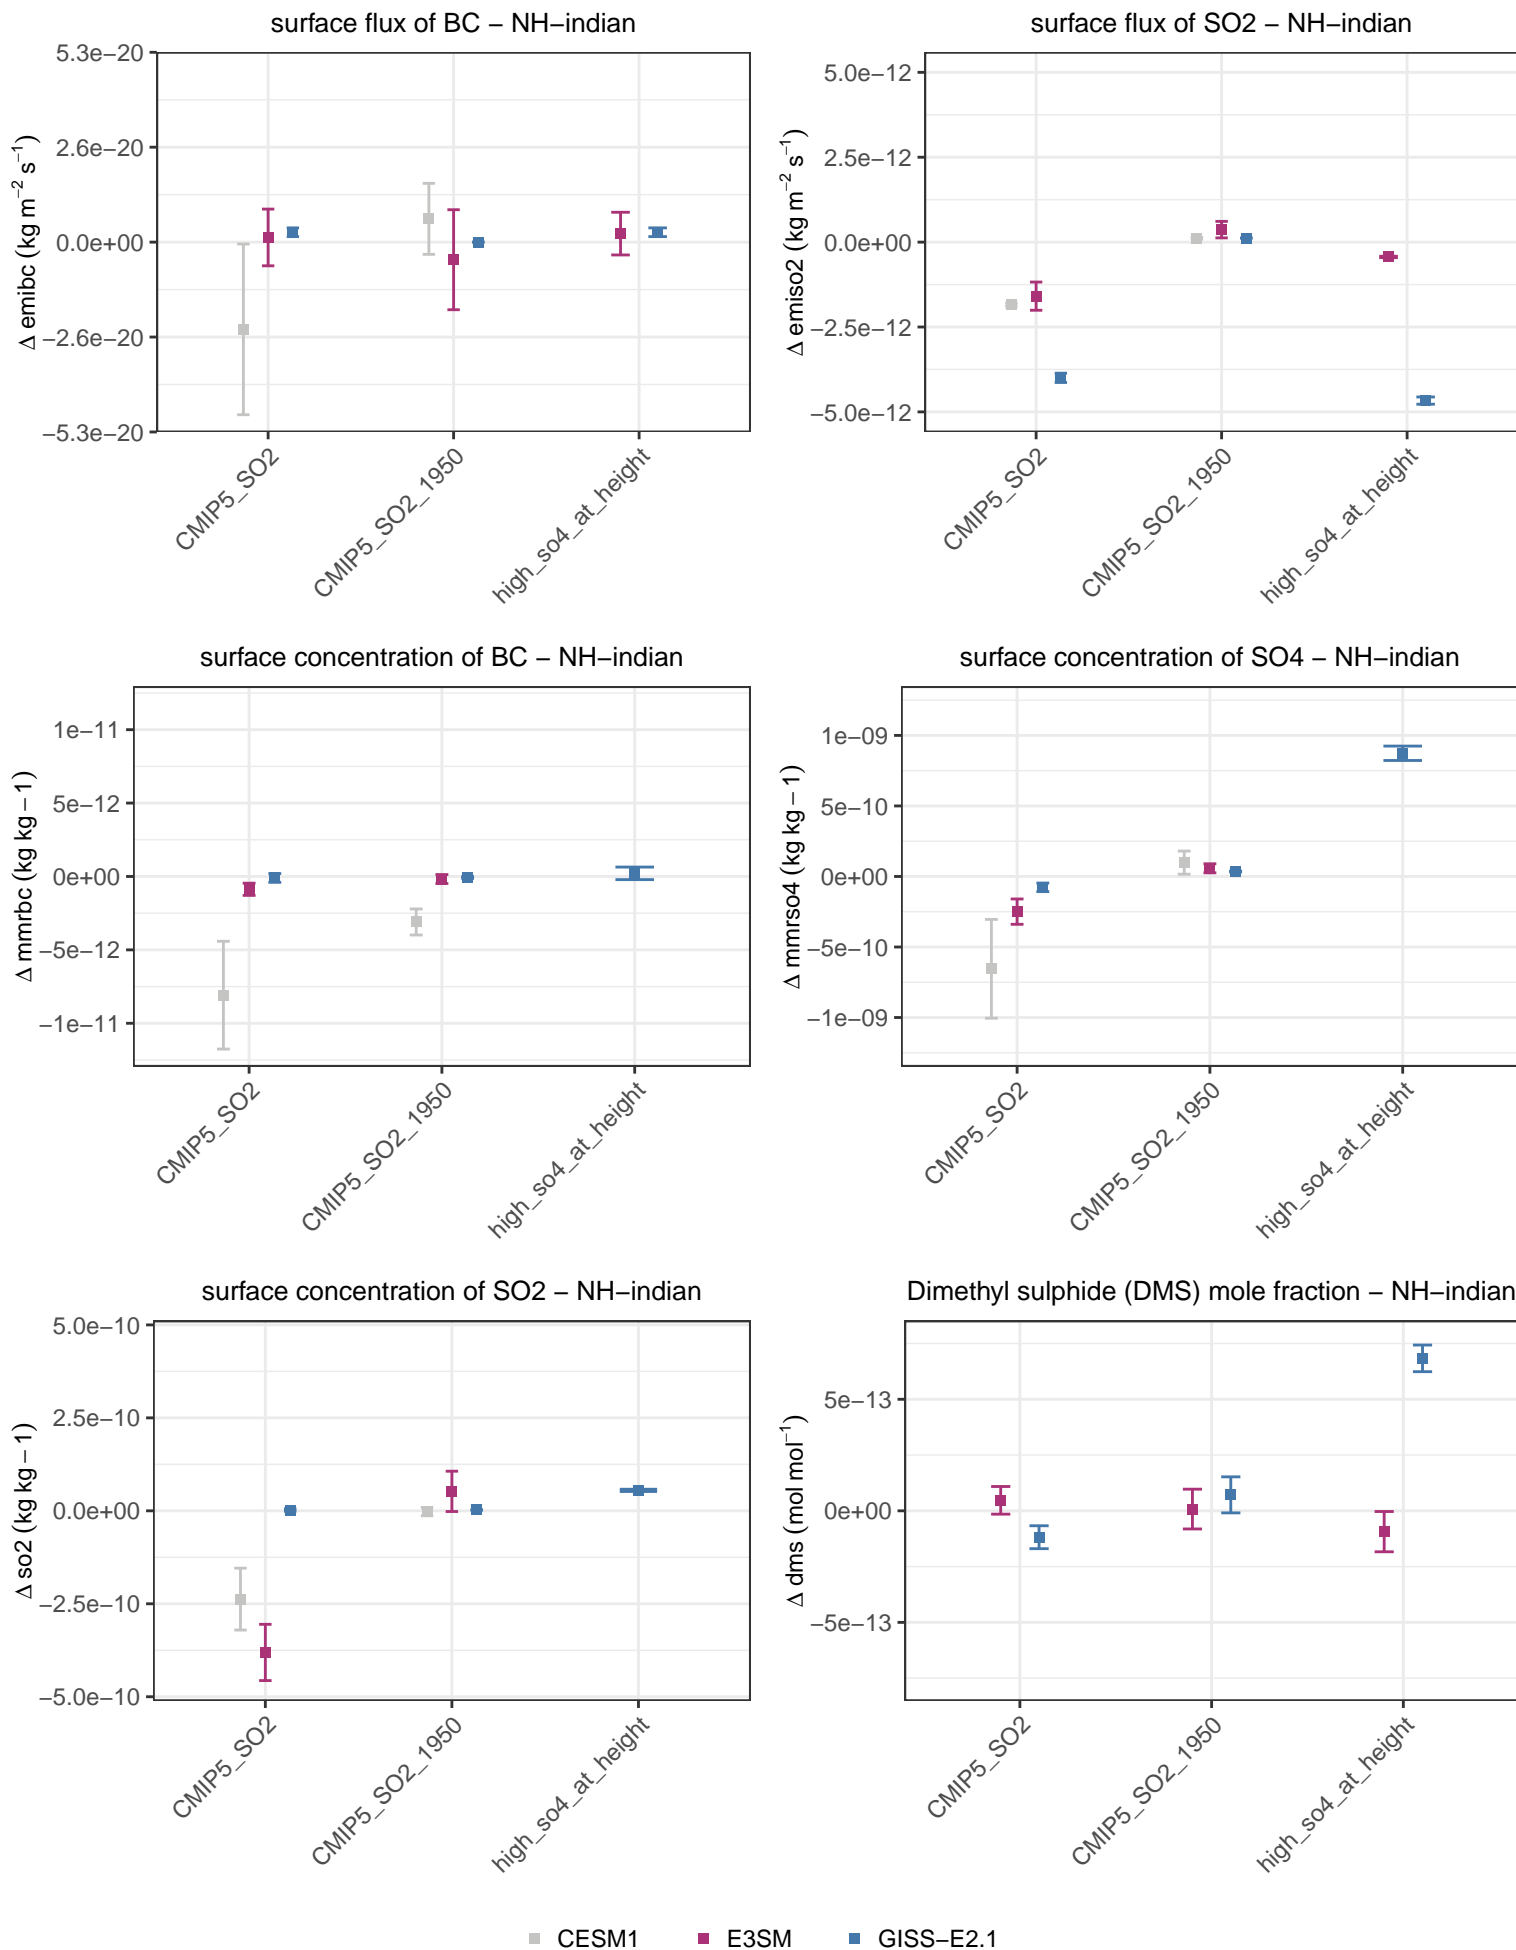 surface flux of BC − NH−indian
5.3e−20
2.6e−20
0.0e+00
−2.6e−20
−5.3e−20
Δ emibc (kg m−2 s−1)
CMIP5_SO2
CMIP5_SO2_1950
high_so4_at_height
surface flux of SO2 − NH−indian
5.0e−12
2.5e−12
0.0e+00
−2.5e−12
−5.0e−12
Δ emiso2 (kg m−2 s−1)
CMIP5_SO2
CMIP5_SO2_1950
high_so4_at_height
surface concentration of BC − NH−indian
1e−11
5e−12
0e+00
−5e−12
−1e−11
Δ mmrbc (kg kg − 1)
CMIP5_SO2
CMIP5_SO2_1950
high_so4_at_height
surface concentration of SO4 − NH−indian
1e−09
5e−10
0e+00
−5e−10
−1e−09
Δ mmrso4 (kg kg − 1)
CMIP5_SO2
CMIP5_SO2_1950
high_so4_at_height
surface concentration of SO2 − NH−indian
5.0e−10
2.5e−10
0.0e+00
−2.5e−10
−5.0e−10
Δ so2 (kg kg − 1)
CMIP5_SO2
CMIP5_SO2_1950
high_so4_at_height
Dimethyl sulphide (DMS) mole fraction − NH−indian
5e−13
0e+00
−5e−13
Δ dms (mol mol−1)
CMIP5_SO2
CMIP5_SO2_1950
high_so4_at_height
CESM1 E3SM GISS−E2.1